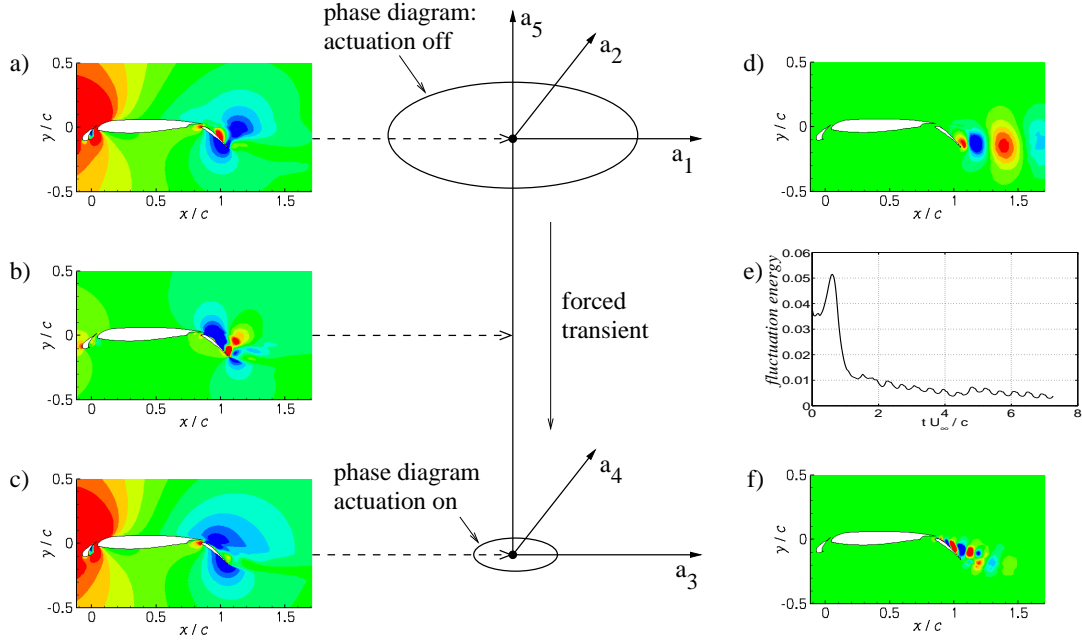 phase diagram:
actuation off
a5
a2
a1
a)
0.5
0
-0.5
y / c
0 0.5 1 1.5
x / c
d)
0.5
0
-0.5
y / c
0 0.5 1 1.5
x / c
b)
0.5
0
-0.5
y / c
0 0.5 1 1.5
x / c
forced
transient
e)
fluctuation energy
0.06
0.05
0.04
0.03
0.02
0.01
0
0 2 4 6 8
t U∞ / c
c)
0.5
0
-0.5
y / c
0 0.5 1 1.5
x / c
phase diagram
actuation on
a4
a3
f)
0.5
0
-0.5
y / c
0 0.5 1 1.5
x / c